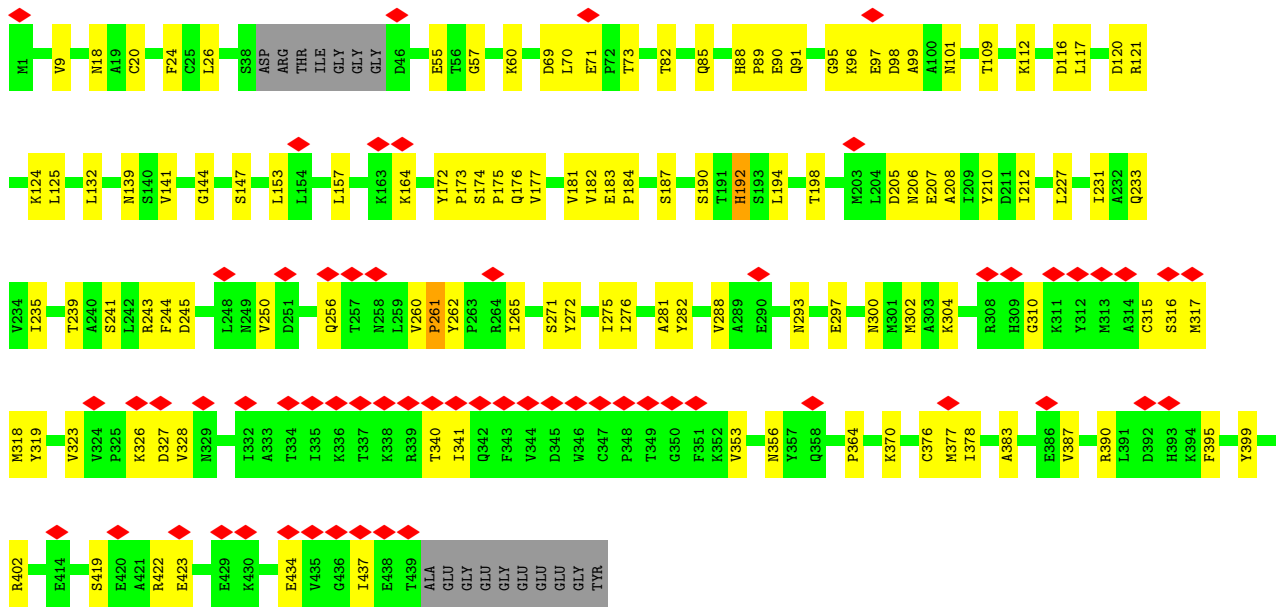 M1 V9 N18 A19 C20 F24 C25 L26 S38 ASP ARG THR ILE GLY GLY GLY D46 E55 T56 G57 K60 D69 L70 E71 P72 T73 T82 Q85 H88 P89 E90 Q91 G95 K96 E97 D98 A99 A100 N101 T109 K112 D116 L117 D120 R121
K124 L125 L132 N139 S140 V141 G144 S147 L153 L154 L157 K163 K164 Y172 P173 S174 P175 Q176 V177 V181 V182 E183 P184 S187 S190 T191 H192 S193 L194 T198 M203 L204 D205 N206 E207 A208 I209 Y210 D211 I212 L227 I231 A232 Q233
V234 I235 T239 A240 S241 L242 R243 F244 D245 L248 N249 V250 D251 Q256 T257 N258 L259 V260 P261 Y262 P263 R264 I265 S271 Y272 I275 I276 A281 Y282 V288 A289 E290 N293 E297 N300 M301 M302 A303 K304 R308 H309 G310 K311 Y312 M313 A314 C315 S316 M317
M318 Y319 V323 V324 P325 K326 D327 V328 N329 I332 A333 T334 I335 K336 T337 K338 R339 T340 I341 Q342 F343 V344 D345 W346 C347 P348 T349 G350 F351 K352 V353 N356 Y357 Q358 P364 K370 C376 M377 I378 A383 E386 V387 R390 L391 D392 H393 K394 F395 Y399
R402 E414 S419 E420 A421 R422 E423 E429 K430 E434 V435 G436 I437 E438 T439 ALA GLU GLY GLU GLY GLU GLU GLU GLY TYR